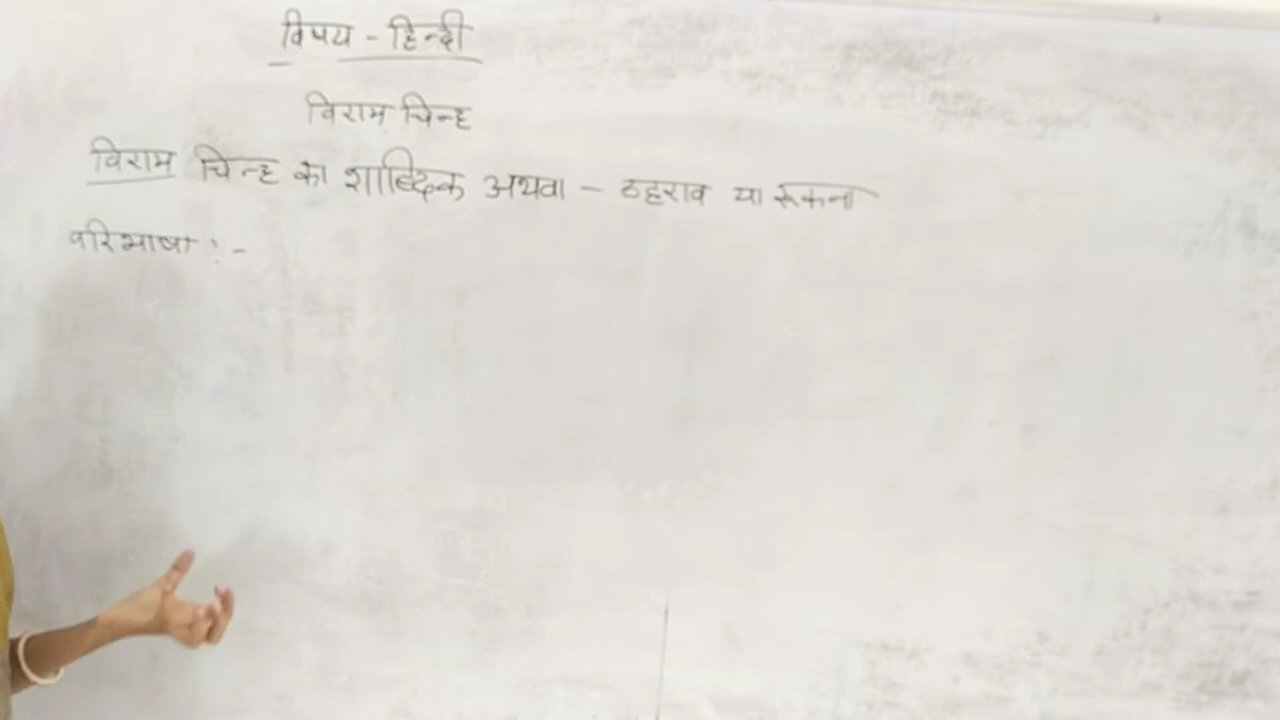 विषय - हिन्दी
विराम चिन्ह
विराम चिन्ह का शाब्दिक अथवा - ठहराव या रूकना
परिभाषा : -